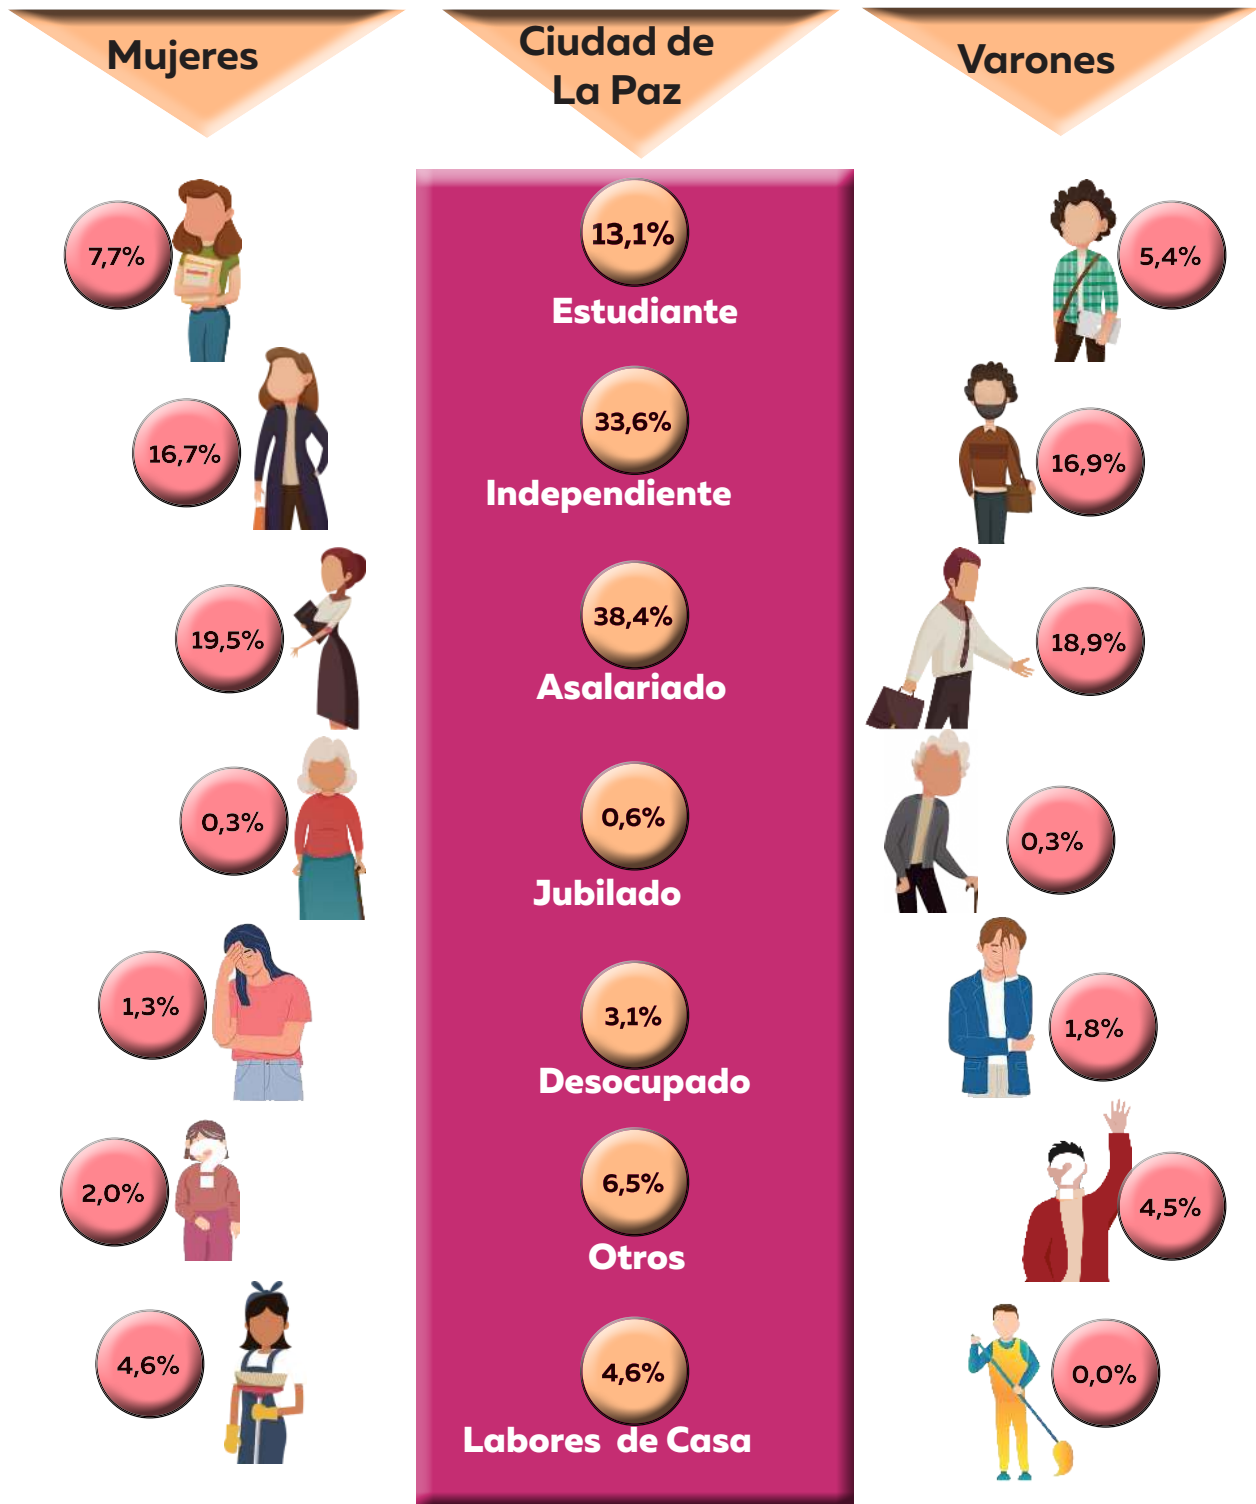 Mujeres
Ciudad de
La Paz
Varones
7,7%
13,1%
5,4%
Estudiante
16,7%
33,6%
16,9%
Independiente
19,5%
38,4%
18,9%
Asalariado
0,3%
0,6%
0,3%
Jubilado
1,3%
3,1%
1,8%
Desocupado
2,0%
6,5%
4,5%
Otros
4,6%
4,6%
0,0%
Labores de Casa